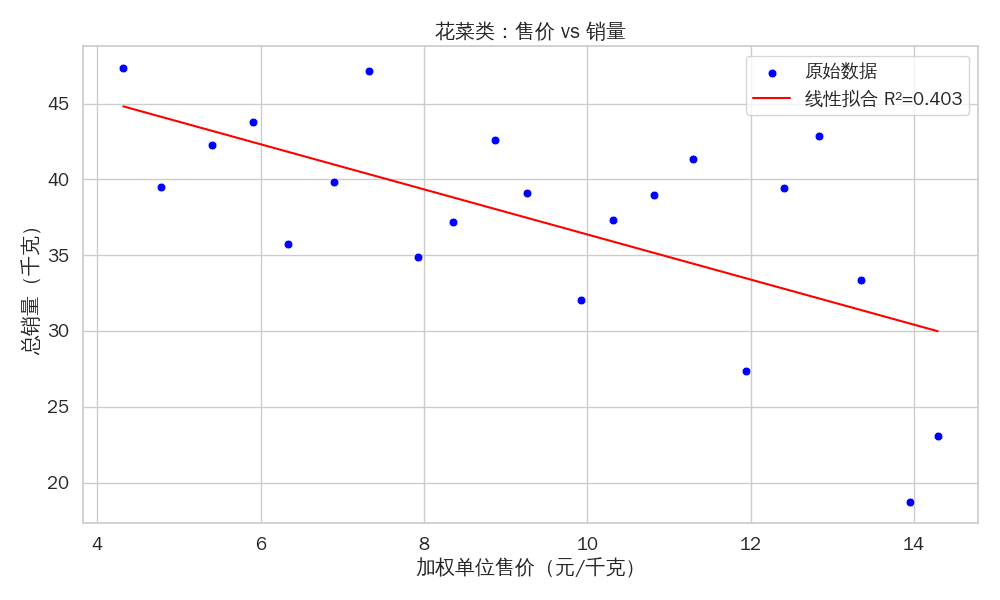 花菜类：售价 vs 销量
原始数据
线性拟合 R²=0.403
总销量（千克）
45
40
35
30
25
20
4 6 8 10 12 14
加权单位售价（元/千克）